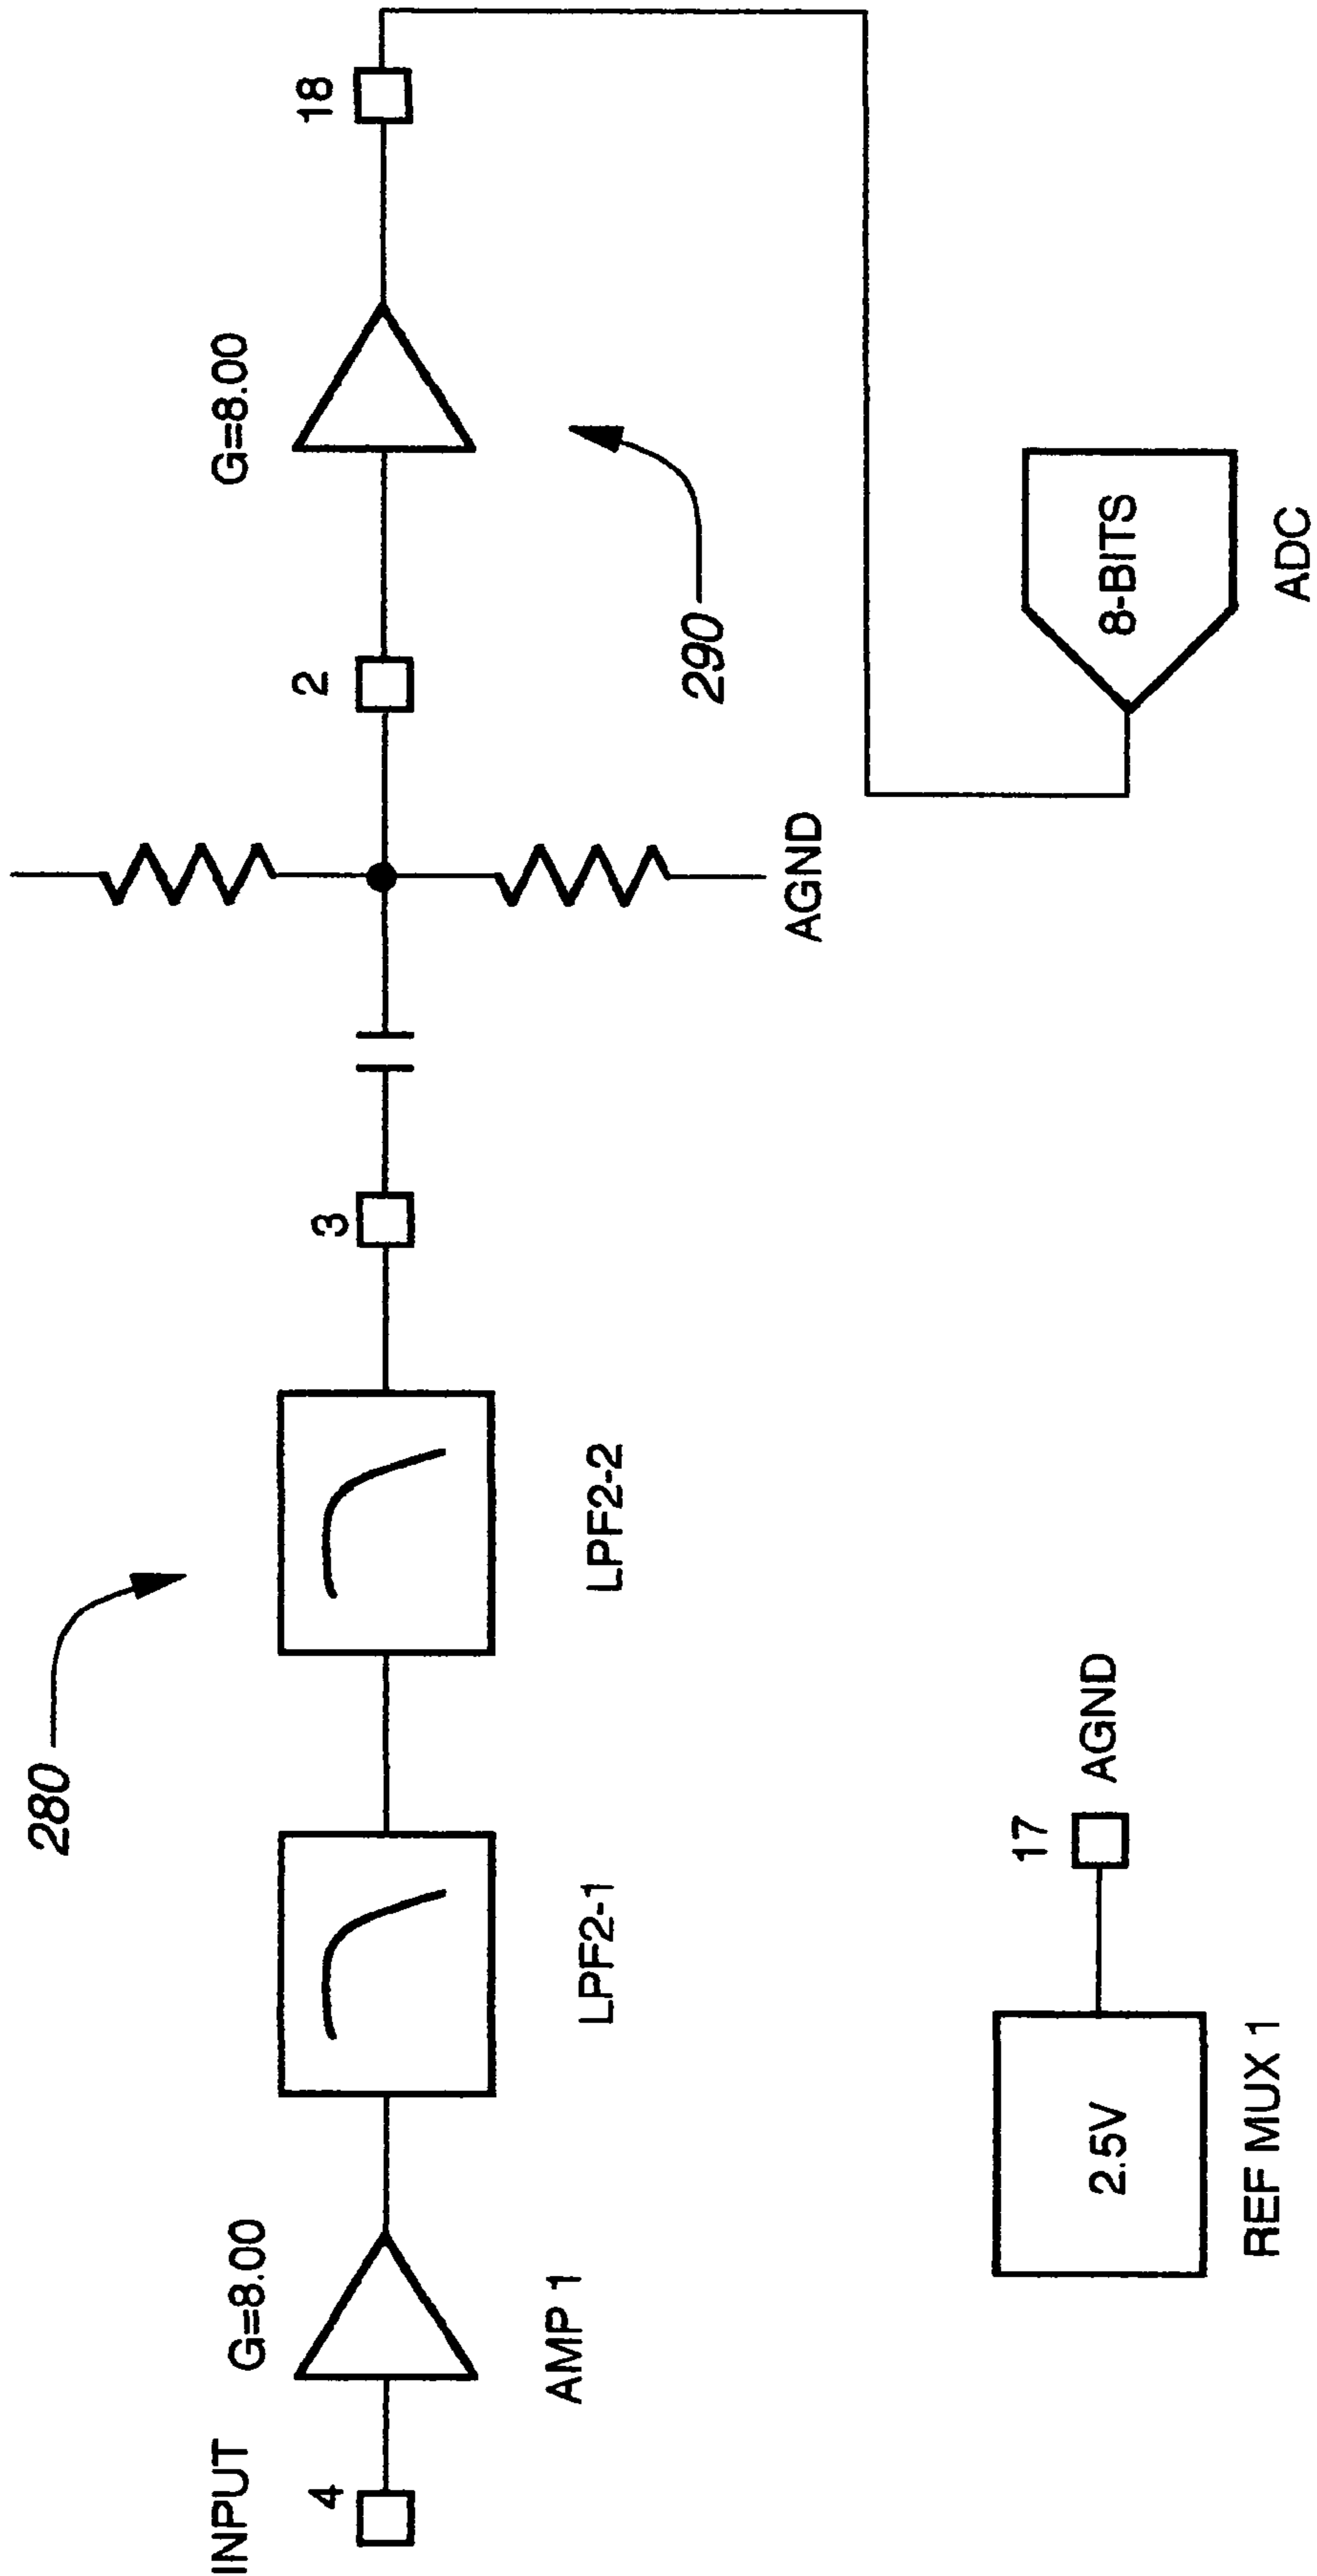 280
INPUT
4
G=8.00
AMP 1
LPF2-1
LPF2-2
3
AGND
2
G=8.00
290
18
2.5V
REF MUX 1
17
AGND
8-BITS
ADC